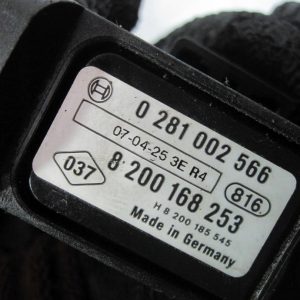 0 281 002 566
07-04-25 3E R4
8 200 168 253
037
816
H 8 200 185 545
Made in Germany